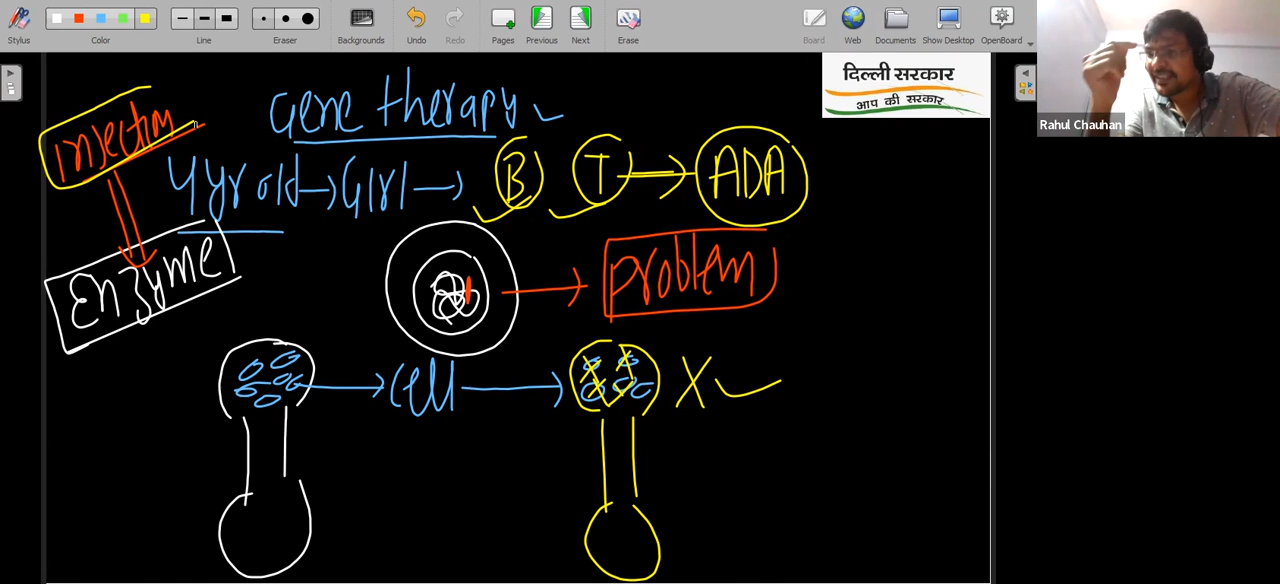 Stylus
Color
Line
Eraser
Backgrounds
Undo
Redo
Pages
Previous
Next
Erase
Board
Web
Documents
Show Desktop
OpenBoard
दिल्ली सरकार
आप की सरकार
Rahul Chauhan
Gene therapy
injection
4yr old → Girl → B T → ADA
Enzyme
→ problem
→ cell → X ✓